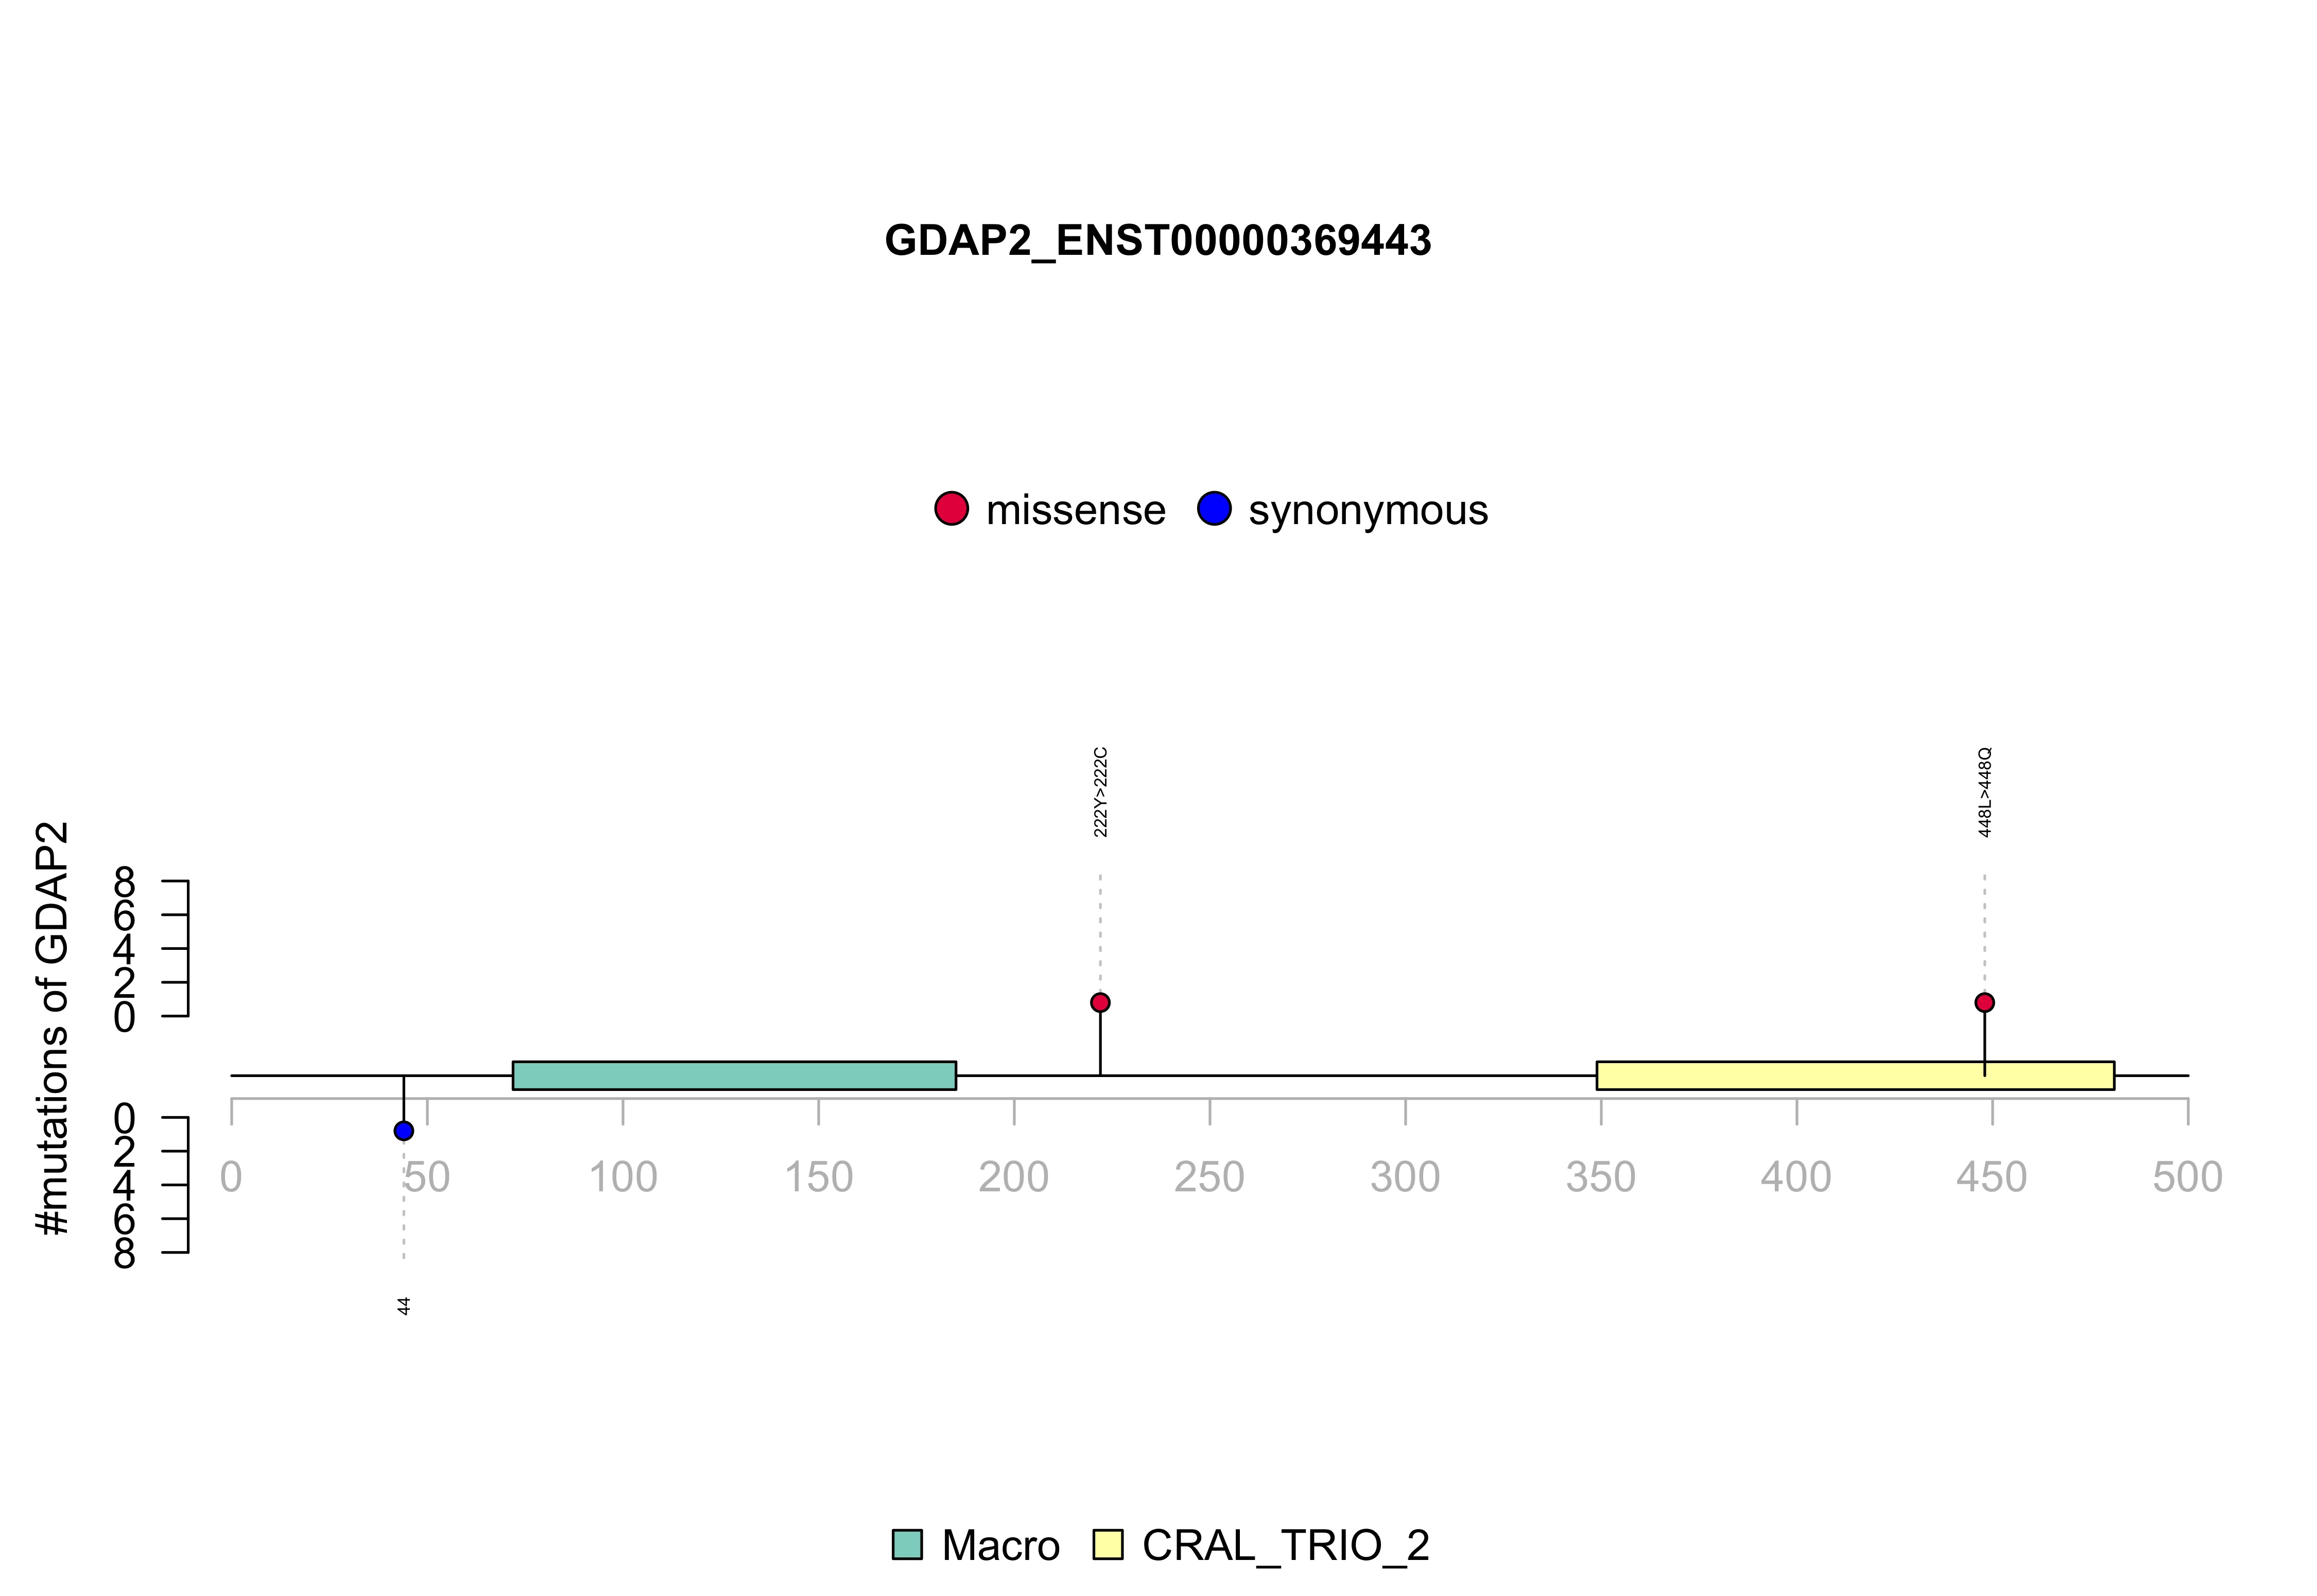 GDAP2_ENST00000369443
missense synonymous
222Y>222C 448L>448Q
#mutations of GDAP2
8
6
4
2
0
0
2
4
6
8
0 50 100 150 200 250 300 350 400 450 500
44
Macro CRAL_TRIO_2